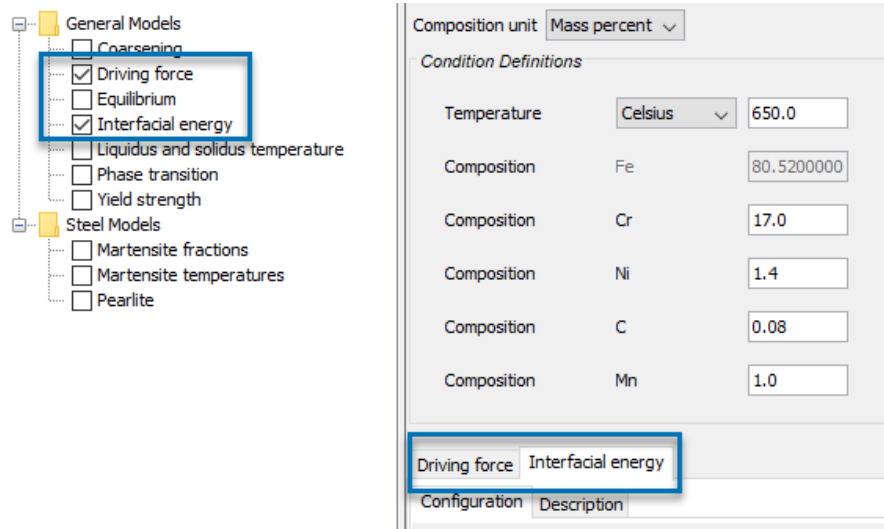 General Models
Coarsening
Driving force
Equilibrium
Interfacial energy
Liquidus and solidus temperature
Phase transition
Yield strength
Steel Models
Martensite fractions
Martensite temperatures
Pearlite
Composition unit Mass percent
Condition Definitions
Temperature Celsius 650.0
Composition Fe 80.5200000
Composition Cr 17.0
Composition Ni 1.4
Composition C 0.08
Composition Mn 1.0
Driving force Interfacial energy
Configuration Description